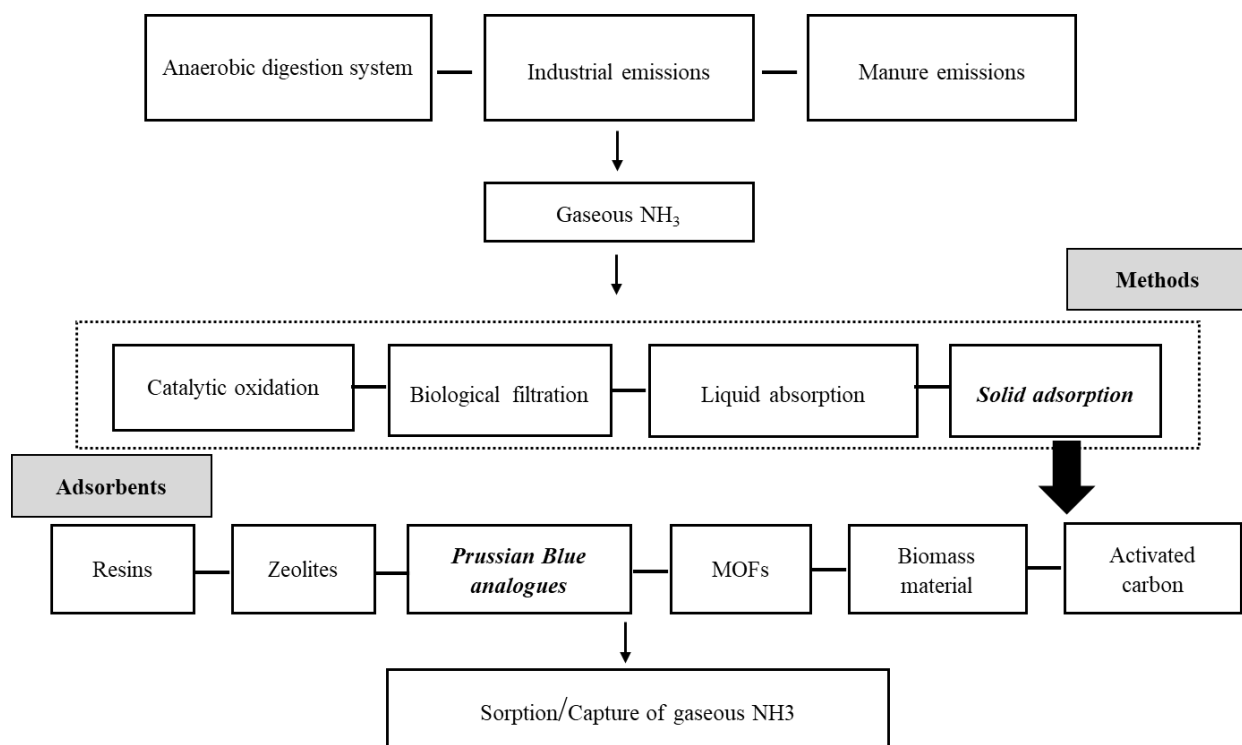 Anaerobic digestion system
Industrial emissions
Manure emissions
Gaseous NH₃
Methods
Catalytic oxidation
Biological filtration
Liquid absorption
Solid adsorption
Adsorbents
Resins
Zeolites
Prussian Blue
analogues
MOFs
Biomass
material
Activated
carbon
Sorption/Capture of gaseous NH3